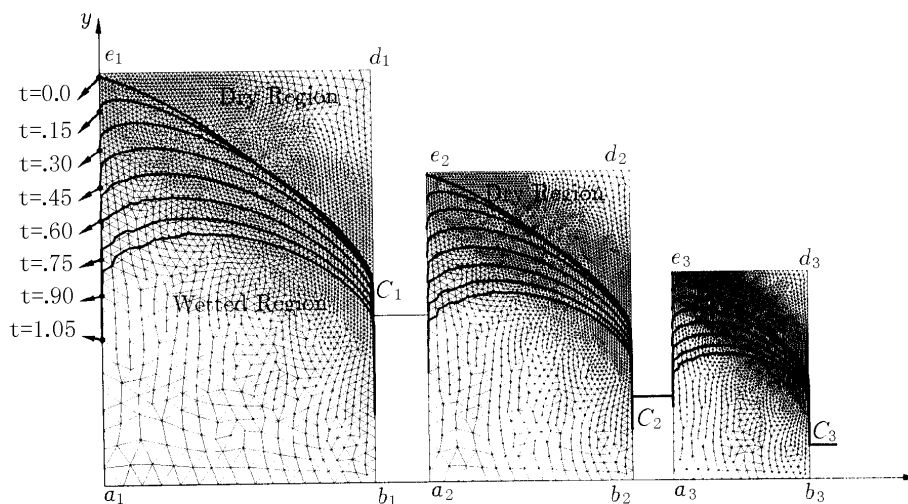 y
e1
d1
t=0.0
Dry Region
t=.15
t=.30
e2
d2
t=.45
Dry Region
t=.60
t=.75
e3
d3
t=.90
Wetted Region
C1
t=1.05
C2
C3
a1
b1
a2
b2
a3
b3